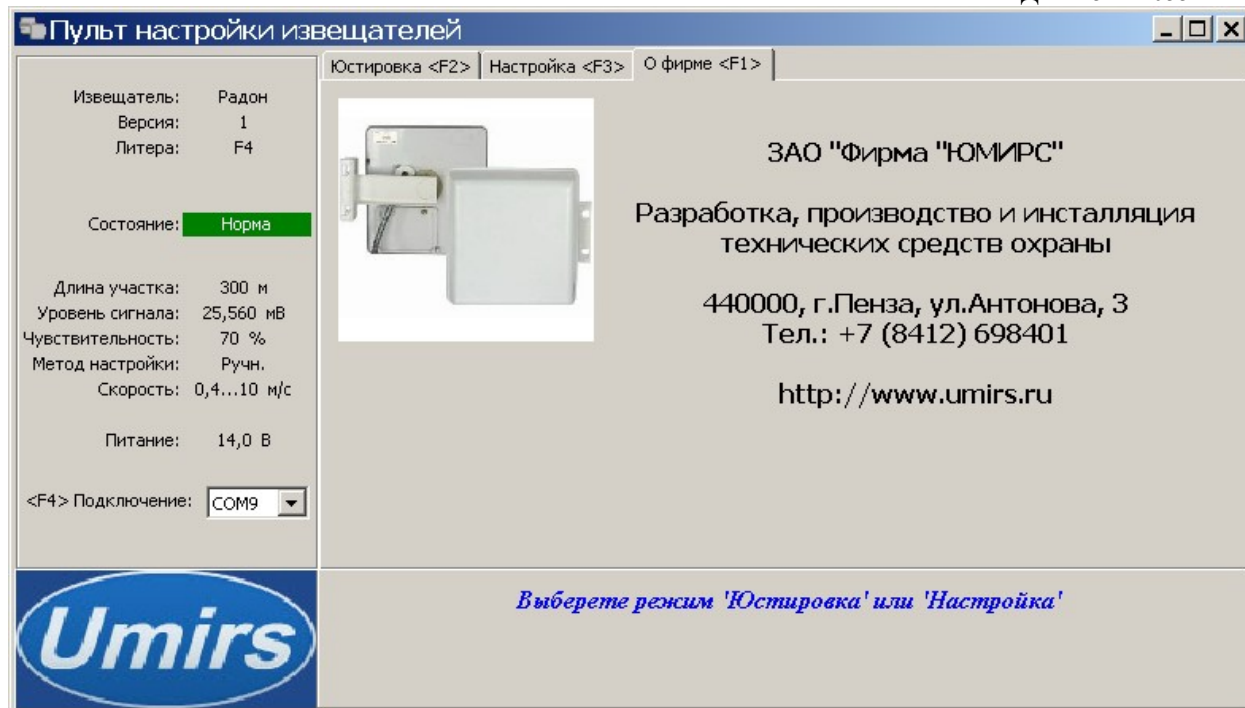 Пульт настройки извещателей
Юстировка <F2> Настройка <F3> О фирме <F1>
Извещатель: Радон
Версия: 1
Литера: F4
Состояние: Норма
Длина участка: 300 м
Уровень сигнала: 25,560 мВ
Чувствительность: 70 %
Метод настройки: Ручн.
Скорость: 0,4...10 м/с
Питание: 14,0 В
<F4> Подключение: COM9
ЗАО "Фирма "ЮМИРС"
Разработка, производство и инсталляция
технических средств охраны
440000, г.Пенза, ул.Антонова, 3
Тел.: +7 (8412) 698401
http://www.umirs.ru
Umirs
Выберете режим 'Юстировка' или 'Настройка'